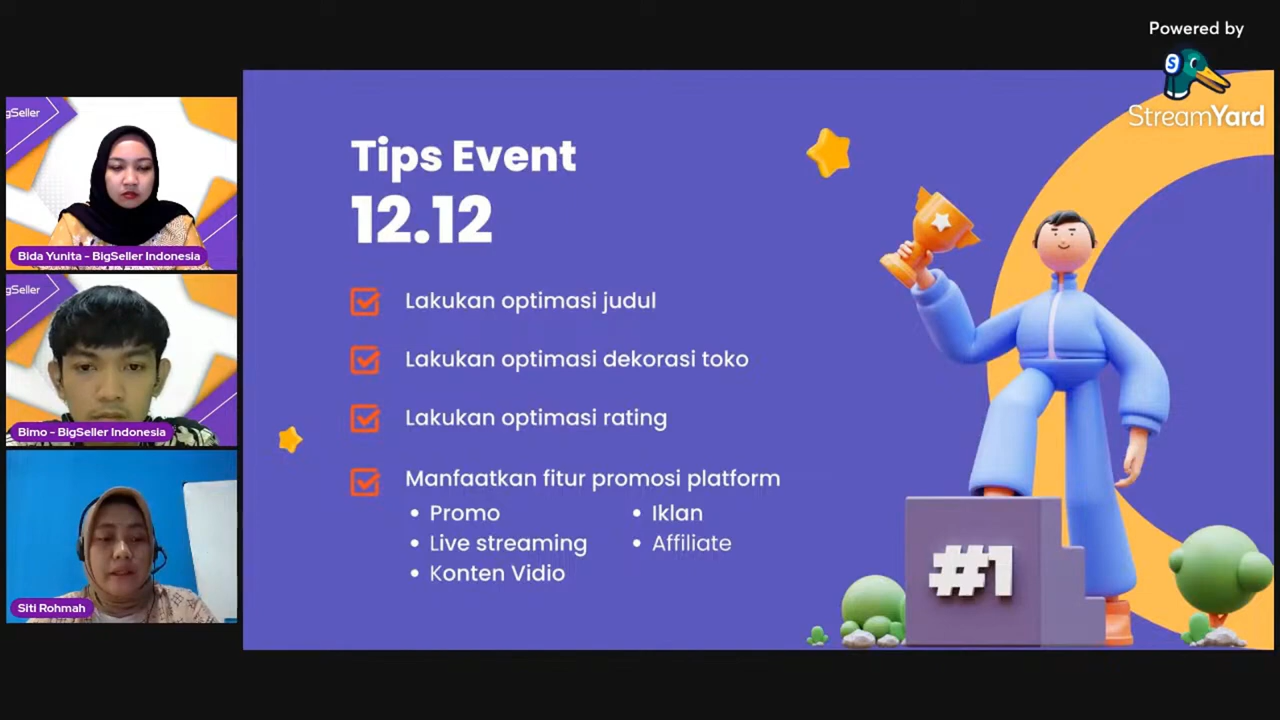 Powered by
StreamYard
gSeller
Bida Yunita - BigSeller Indonesia
gSeller
Bimo - BigSeller Indonesia
Siti Rohmah
Tips Event
12.12
Lakukan optimasi judul
Lakukan optimasi dekorasi toko
Lakukan optimasi rating
Manfaatkan fitur promosi platform
• Promo
• Live streaming
• Konten Vidio
• Iklan
• Affiliate
#1